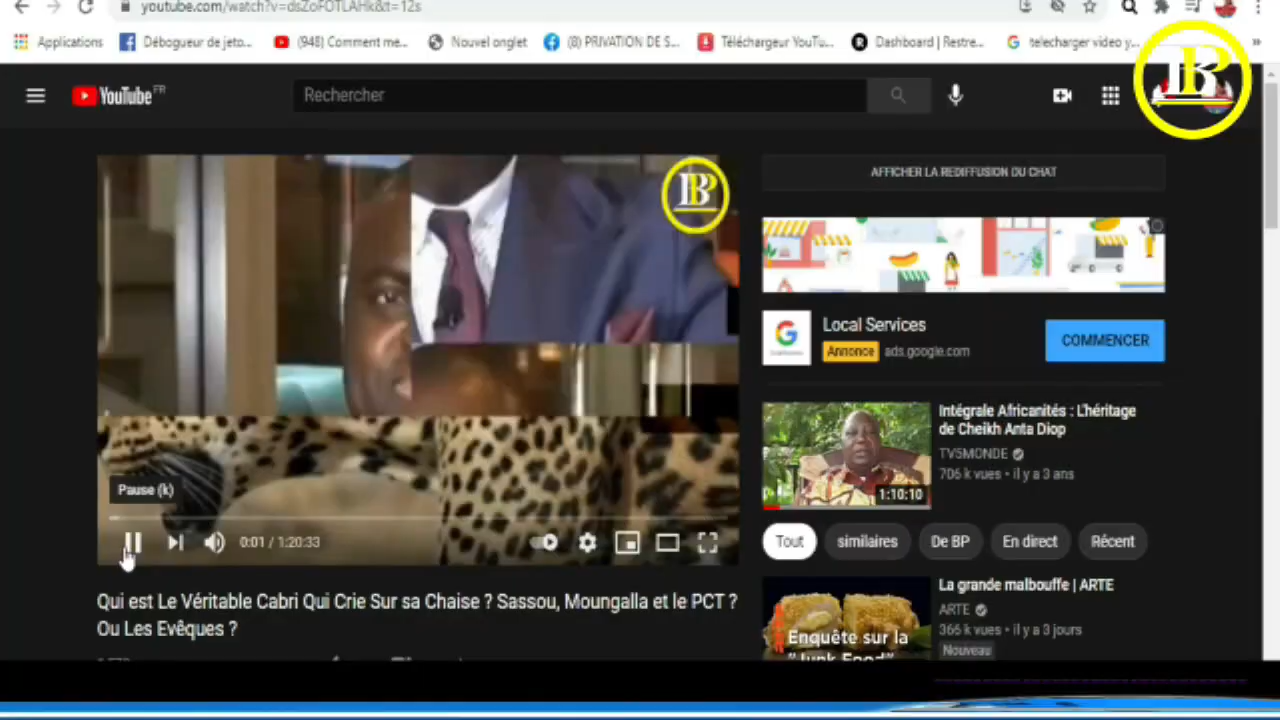 youtube.com/watch?v=dsZoFOTLAHk&t=12s
Applications
Débogueur de jeto...
(948) Comment me...
Nouvel onglet
(8) PRIVATION DE S...
Téléchargeur YouTu...
Dashboard | Restre...
telecharger video y...
YouTube FR
Rechercher
BP
BP
AFFICHER LA REDIFFUSION DU CHAT
Local Services
Annonce ads.google.com
COMMENCER
Intégrale Africanités : L'héritage
de Cheikh Anta Diop
TV5MONDE
706 k vues • il y a 3 ans
1:10:10
Pause (k)
0:01 / 1:20:33
Tout
similaires
De BP
En direct
Récent
Qui est Le Véritable Cabri Qui Crie Sur sa Chaise ? Sassou, Moungalla et le PCT ?
Ou Les Evêques ?
La grande malbouffe | ARTE
ARTE
366 k vues • il y a 3 jours
Nouveau
Enquête sur la
"Junk Food"